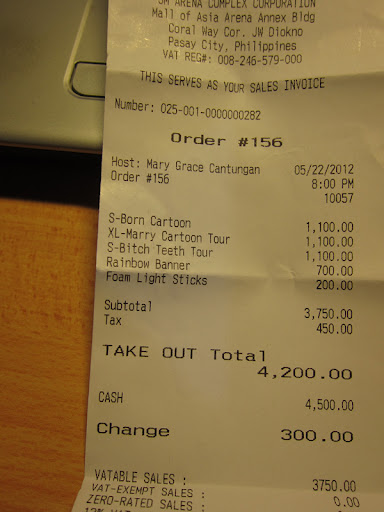 SM ARENA COMPLEX CORPORATION
Mall of Asia Arena Annex Bldg
Coral Way Cor. JW Diokno
Pasay City, Philippines
VAT REG#: 008-246-579-000
THIS SERVES AS YOUR SALES INVOICE
Number: 025-001-0000000282
Order #156
Host: Mary Grace Cantungan 05/22/2012
Order #156 8:00 PM
10057
S-Born Cartoon 1,100.00
XL-Marry Cartoon Tour 1,100.00
S-Bitch Teeth Tour 1,100.00
Rainbow Banner 700.00
Foam Light Sticks 200.00
Subtotal 3,750.00
Tax 450.00
TAKE OUT Total
4,200.00
CASH 4,500.00
Change 300.00
VATABLE SALES : 3750.00
VAT-EXEMPT SALES : 0.00
ZERO-RATED SALES :